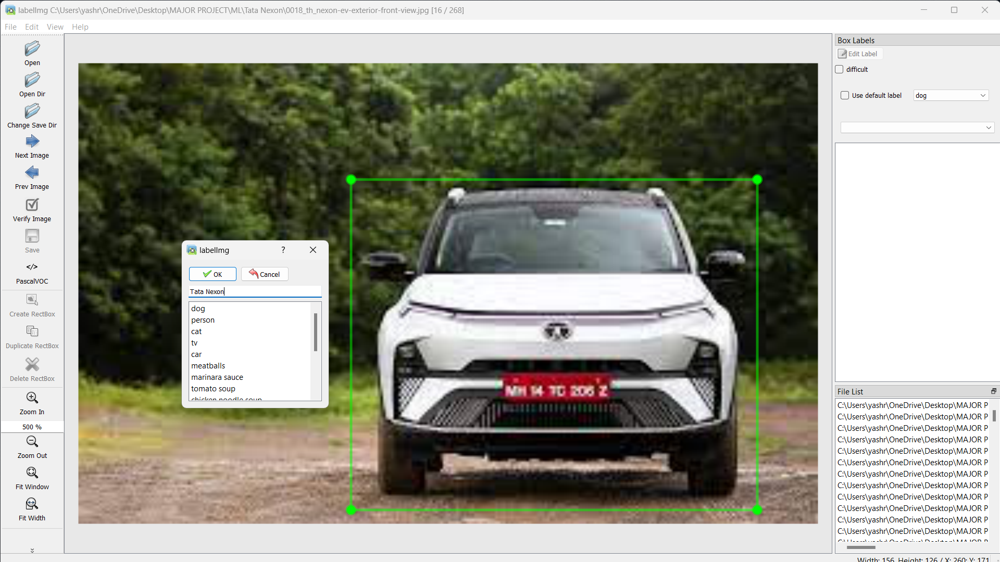 labelImg C:\Users\yashr\OneDrive\Desktop\MAJOR PROJECT\ML\Tata Nexon\0018_th_nexon-ev-exterior-front-view.jpg [16 / 268]
File Edit View Help
Open
Open Dir
Change Save Dir
Next Image
Prev Image
Verify Image
Save
</>
PascalVOC
Create RectBox
Duplicate RectBox
Delete RectBox
Zoom In
500 %
Zoom Out
Fit Window
Fit Width
labelImg ?
OK Cancel
Tata Nexon
dog
person
cat
tv
car
meatballs
marinara sauce
tomato soup
chicken noodle soup
MH 14 TC 206 Z
Box Labels
Edit Label
difficult
Use default label dog
File List
C:\Users\yashr\OneDrive\Desktop\MAJOR P
C:\Users\yashr\OneDrive\Desktop\MAJOR P
C:\Users\yashr\OneDrive\Desktop\MAJOR P
C:\Users\yashr\OneDrive\Desktop\MAJOR P
C:\Users\yashr\OneDrive\Desktop\MAJOR P
C:\Users\yashr\OneDrive\Desktop\MAJOR P
C:\Users\yashr\OneDrive\Desktop\MAJOR P
C:\Users\yashr\OneDrive\Desktop\MAJOR P
C:\Users\yashr\OneDrive\Desktop\MAJOR P
C:\Users\yashr\OneDrive\Desktop\MAJOR P
C:\Users\yashr\OneDrive\Desktop\MAJOR P
C:\Users\yashr\OneDrive\Desktop\MAJOR P
Width: 156, Height: 126 / X: 260; Y: 171